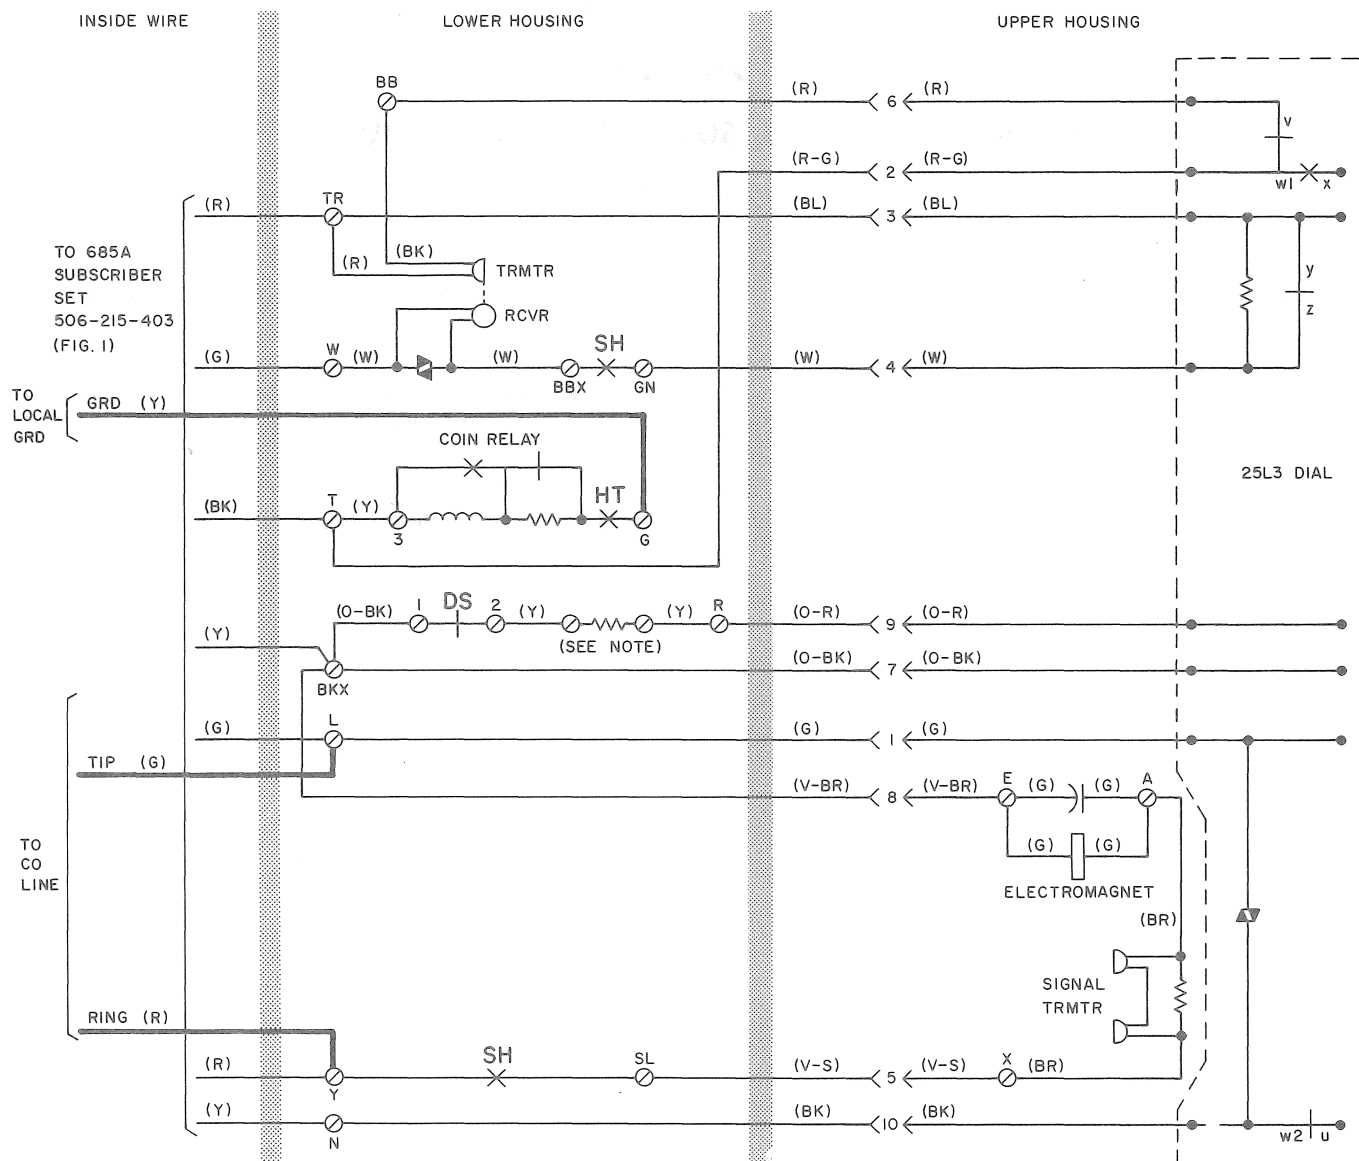 INSIDE WIRE
LOWER HOUSING
UPPER HOUSING
BB
(R) 6 (R)
v
(R-G) 2 (R-G)
w1 x
(R) TR (BL) 3 (BL)
TO 685A
SUBSCRIBER
SET
506-215-403
(FIG. 1)
(BK)
(R)
TRMTR
RCVR
y
z
(G) W (W) (W) SH (W) 4 (W)
BBX GN
TO
LOCAL
GRD
GRD (Y)
COIN RELAY
25L3 DIAL
(BK) T (Y) HT
3 G
(O-BK) 1 DS 2 (Y) (Y) R (O-R) 9 (O-R)
(SEE NOTE)
(Y)
(O-BK) 7 (O-BK)
BKX
(G) L (G) 1 (G)
TIP (G)
(V-BR) 8 (V-BR) E (G) (G) A
(G) (G)
ELECTROMAGNET
TO
CO
LINE
(BR)
SIGNAL
TRMTR
RING (R)
(R) SH SL (V-S) 5 (V-S) X (BR)
Y
(Y) (BK) 10 (BK)
N
w2 u